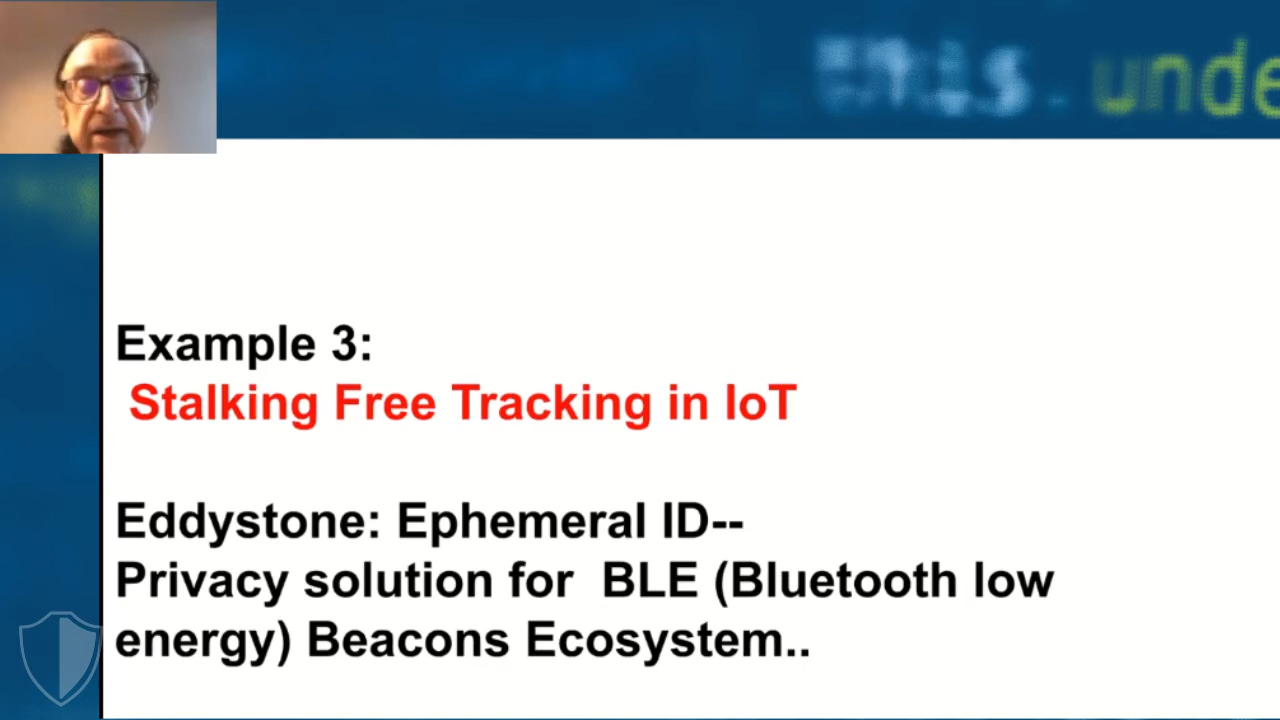 unde
Example 3:
Stalking Free Tracking in IoT
Eddystone: Ephemeral ID--
Privacy solution for BLE (Bluetooth low
energy) Beacons Ecosystem..